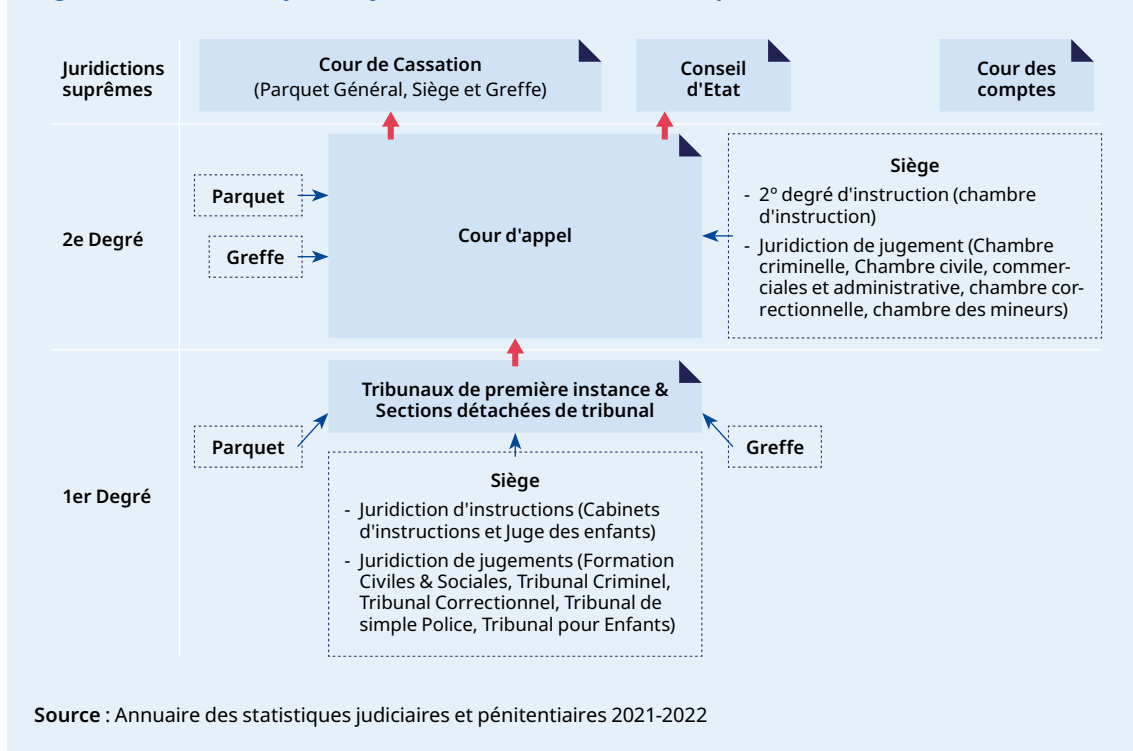 Juridictions
suprêmes
Cour de Cassation
(Parquet Général, Siège et Greffe)
Conseil
d'Etat
Cour des
comptes
2e Degré
Parquet
Greffe
Cour d'appel
Siège
- 2º degré d'instruction (chambre
d'instruction)
- Juridiction de jugement (Chambre
criminelle, Chambre civile, commer-
ciales et administrative, chambre cor-
rectionnelle, chambre des mineurs)
1er Degré
Tribunaux de première instance &
Sections détachées de tribunal
Parquet
Greffe
Siège
- Juridiction d'instructions (Cabinets
d'instructions et Juge des enfants)
- Juridiction de jugements (Formation
Civiles & Sociales, Tribunal Criminel,
Tribunal Correctionnel, Tribunal de
simple Police, Tribunal pour Enfants)
Source : Annuaire des statistiques judiciaires et pénitentiaires 2021-2022